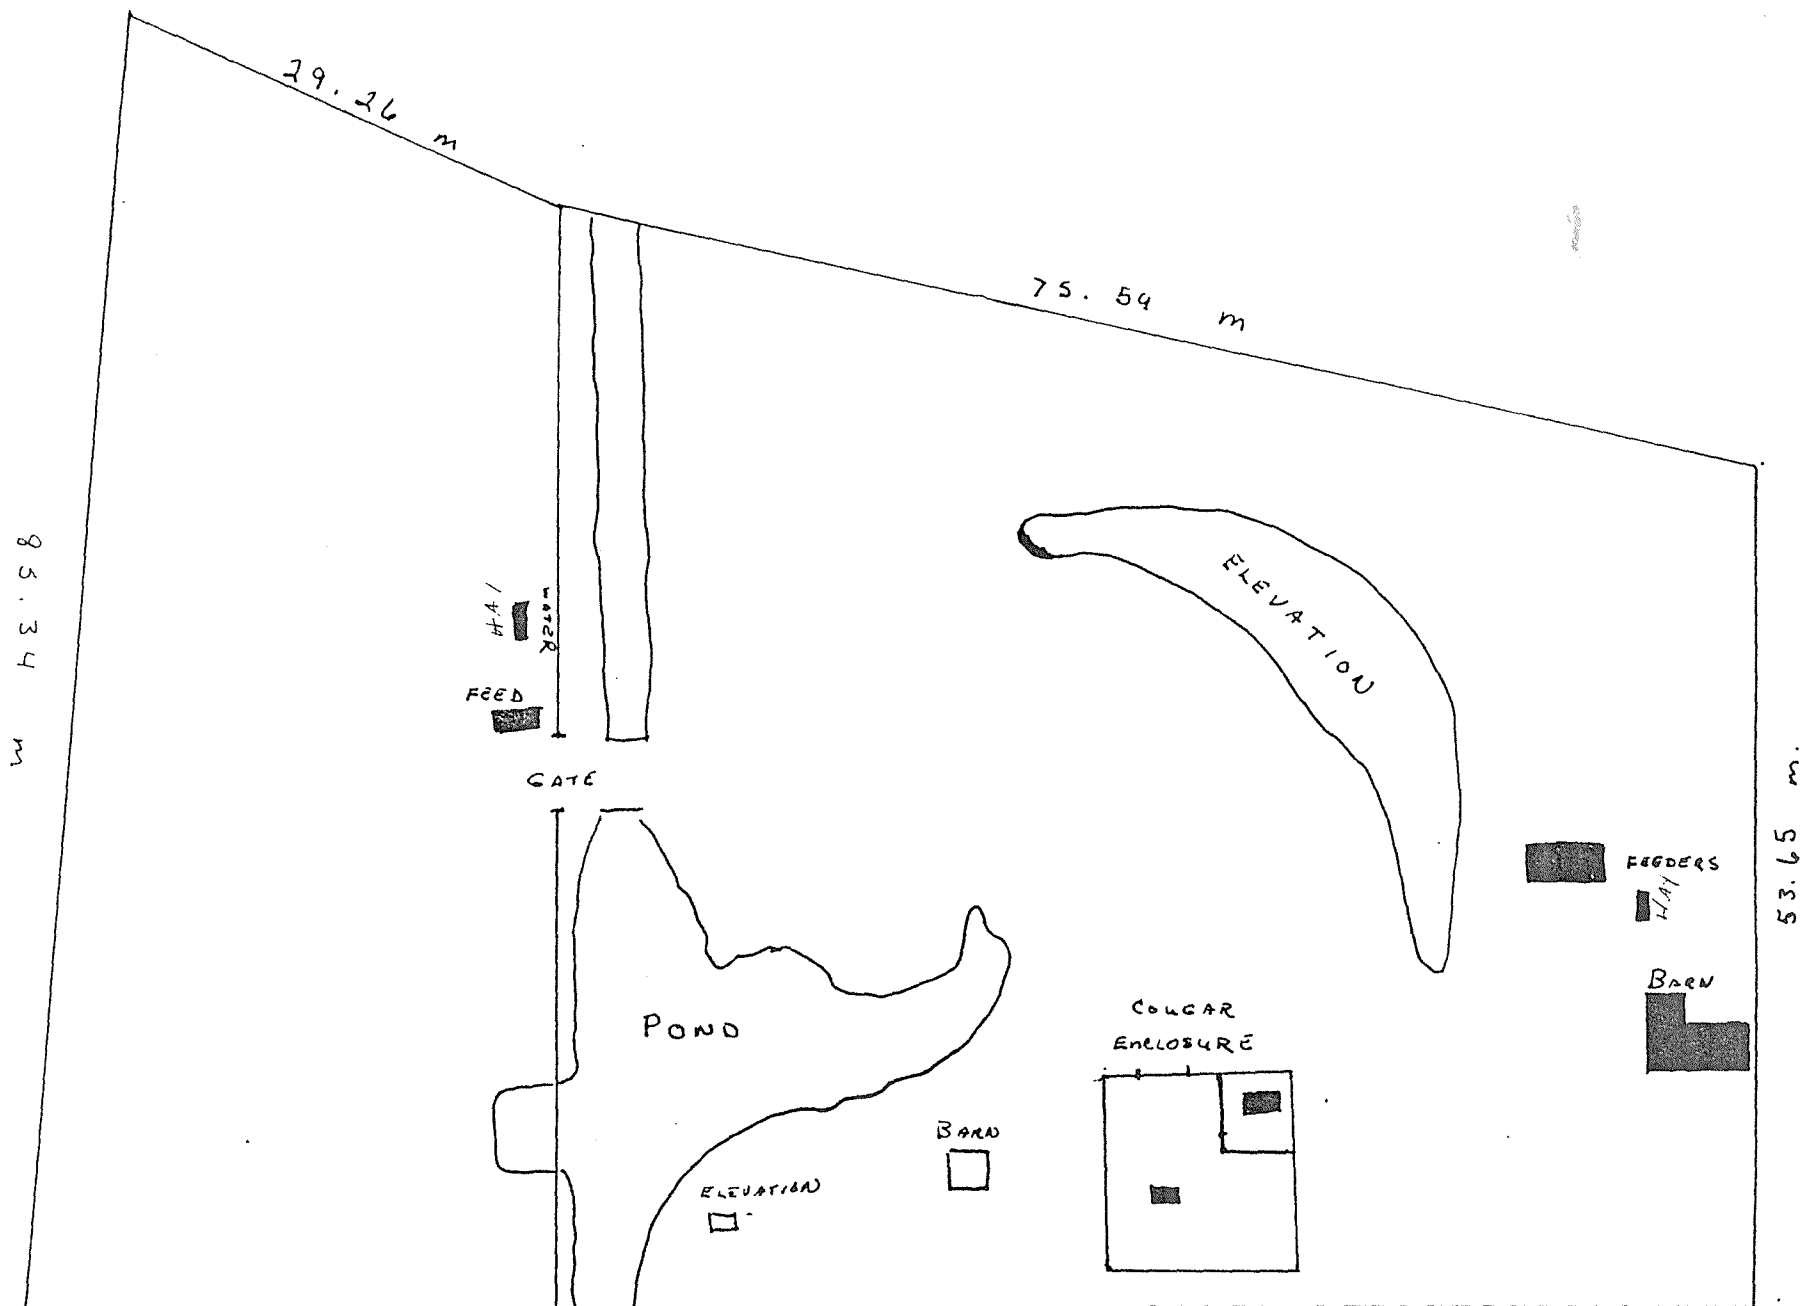 29.26 m
75.59 m
85.34 m
HAY
WATER
ELEVATION
FEED
GATE
53.65 m.
FEEDERS
HAY
BARN
POND
COUGAR
ENCLOSURE
BARN
ELEVATION